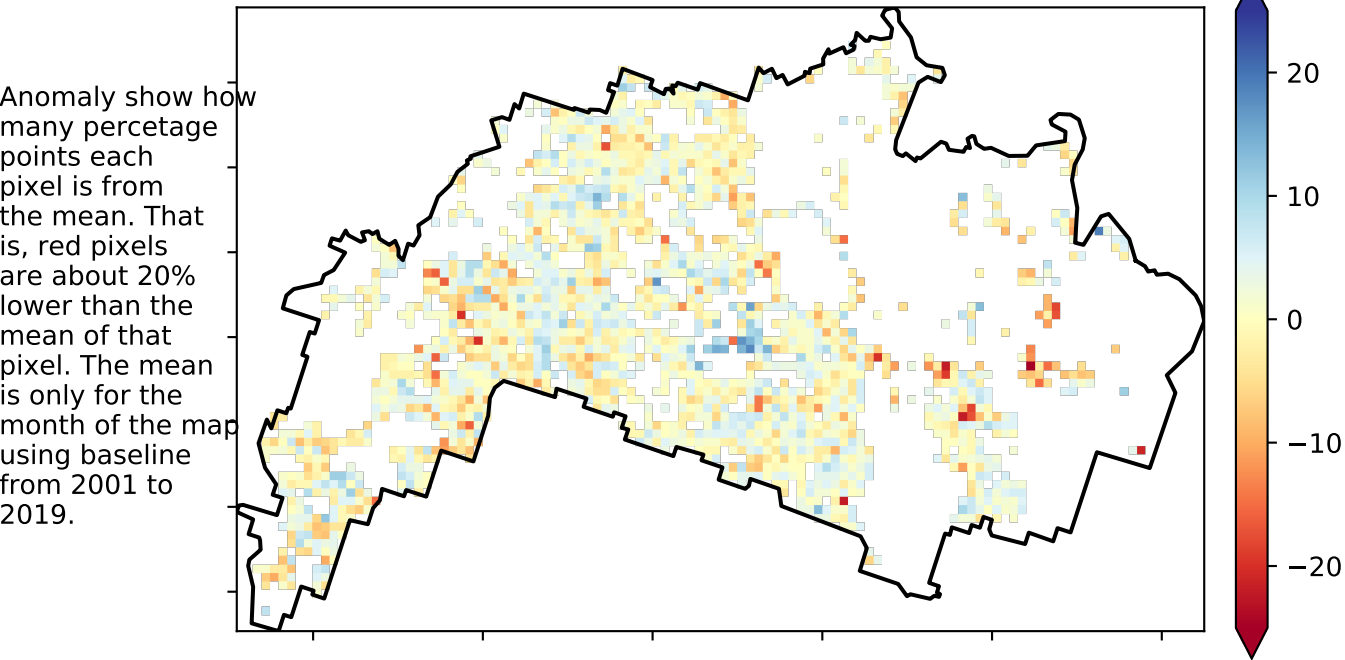 Anomaly show how
many percetage
points each
pixel is from
the mean. That
is, red pixels
are about 20%
lower than the
mean of that
pixel. The mean
is only for the
month of the map
using baseline
from 2001 to
2019.
20
10
0
−10
−20